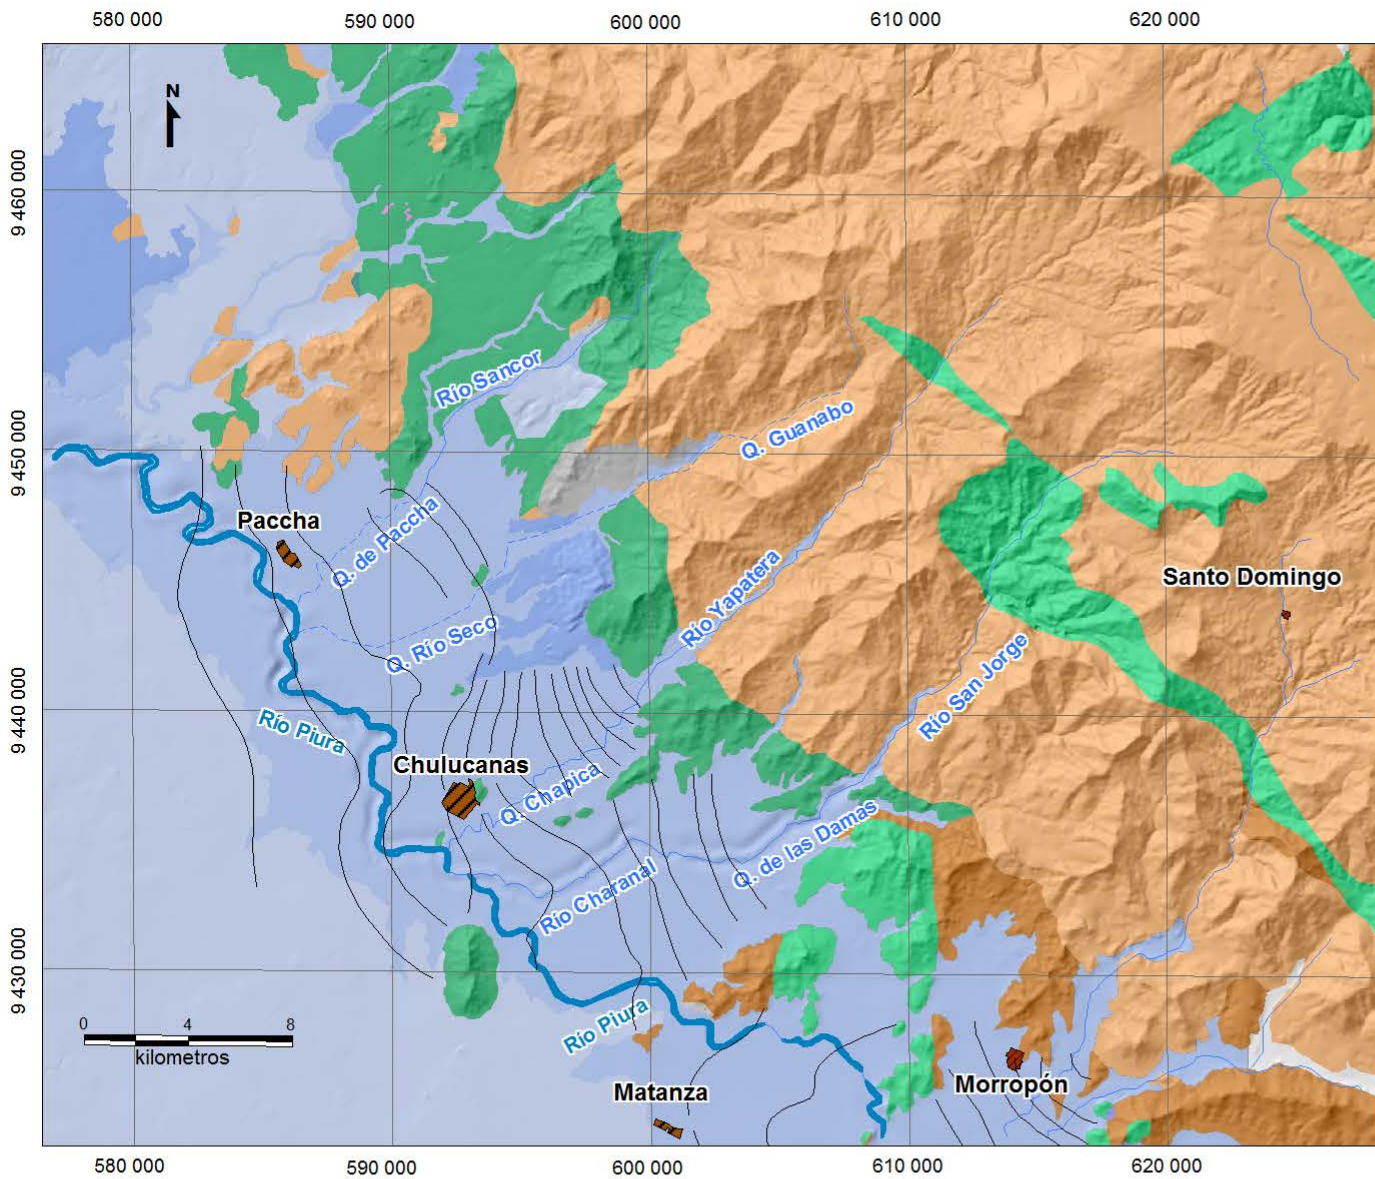 580 000
590 000
600 000
610 000
620 000
N
9 460 000
9 450 000
9 440 000
9 430 000
Río Sancor
Q. Guanabo
Paccha
Q. de Paccha
Santo Domingo
Q. Río Seco
Río Yapatera
Río San Jorge
Río Piura
Chulucanas
Q. Chapica
Q. de las Damas
Río Charanal
Río Piura
0 4 8
kilometros
Matanza
Morropón
580 000
590 000
600 000
610 000
620 000